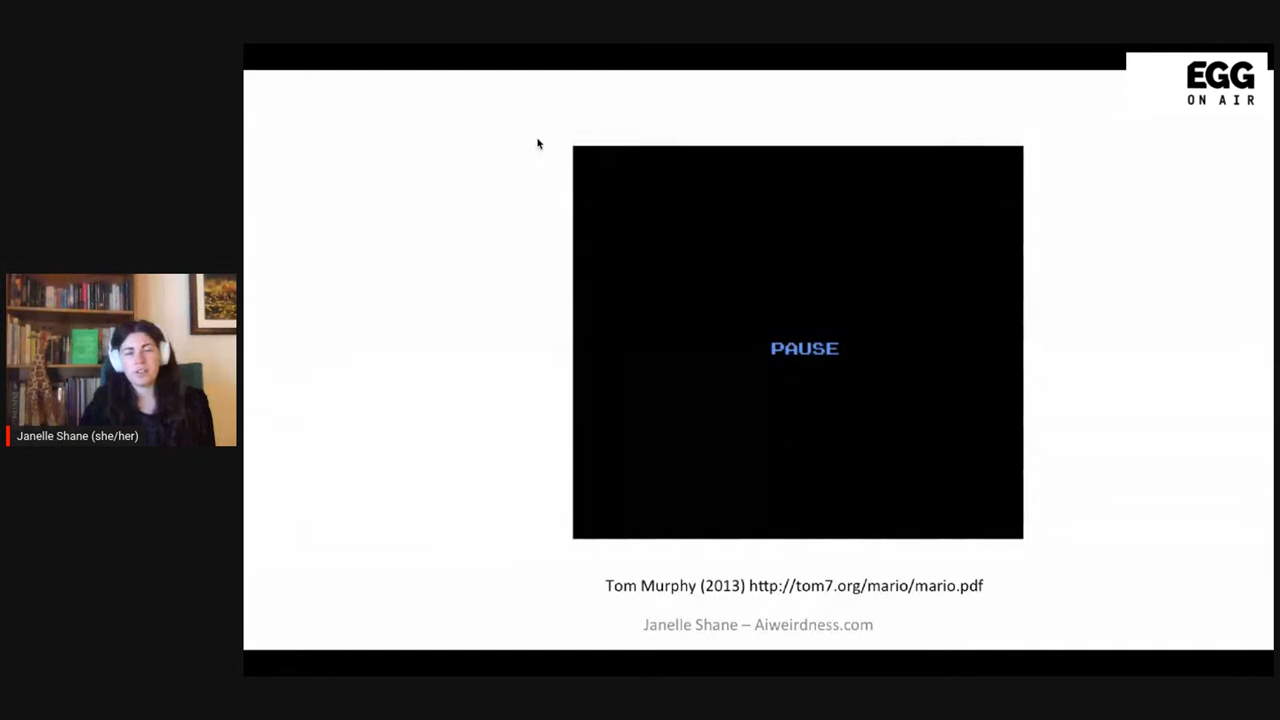 EGG
ON AIR
PAUSE
Janelle Shane (she/her)
Tom Murphy (2013) http://tom7.org/mario/mario.pdf
Janelle Shane – Aiweirdness.com